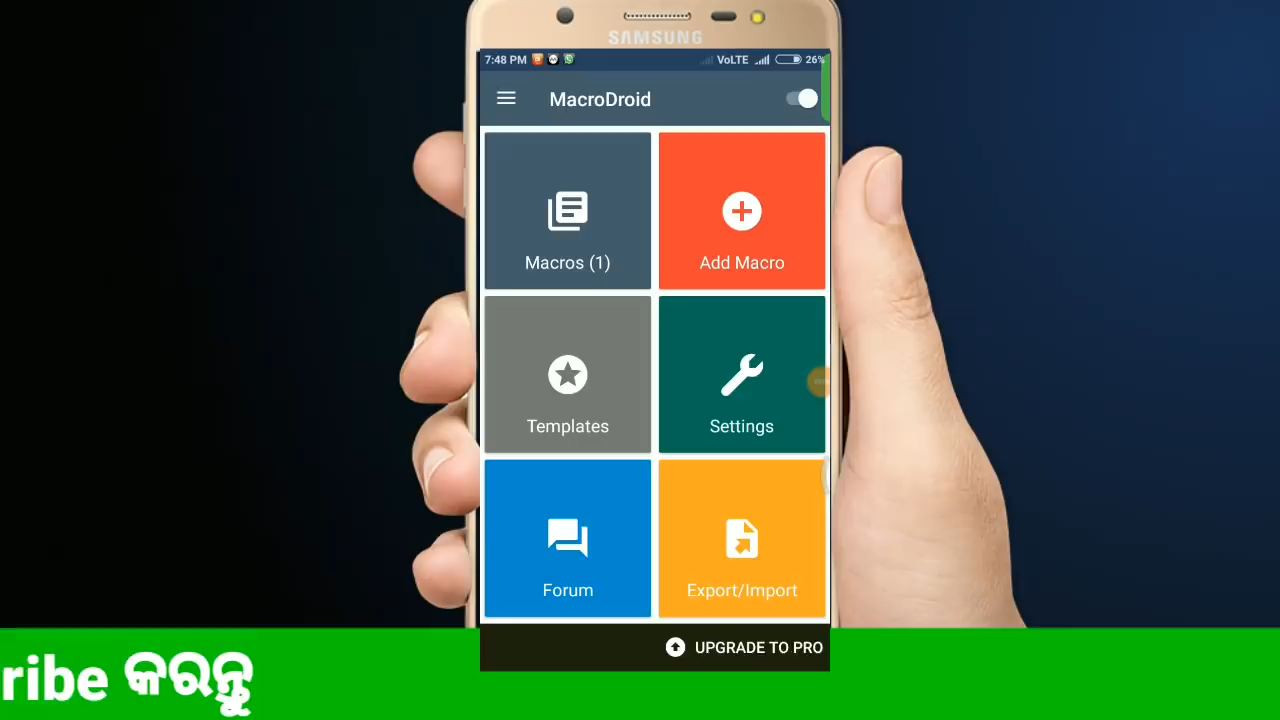 SAMSUNG
7:48 PM VoLTE 26%
MacroDroid
Macros (1) Add Macro
Templates Settings
Forum Export/Import
UPGRADE TO PRO
ribe କରନ୍ତୁ